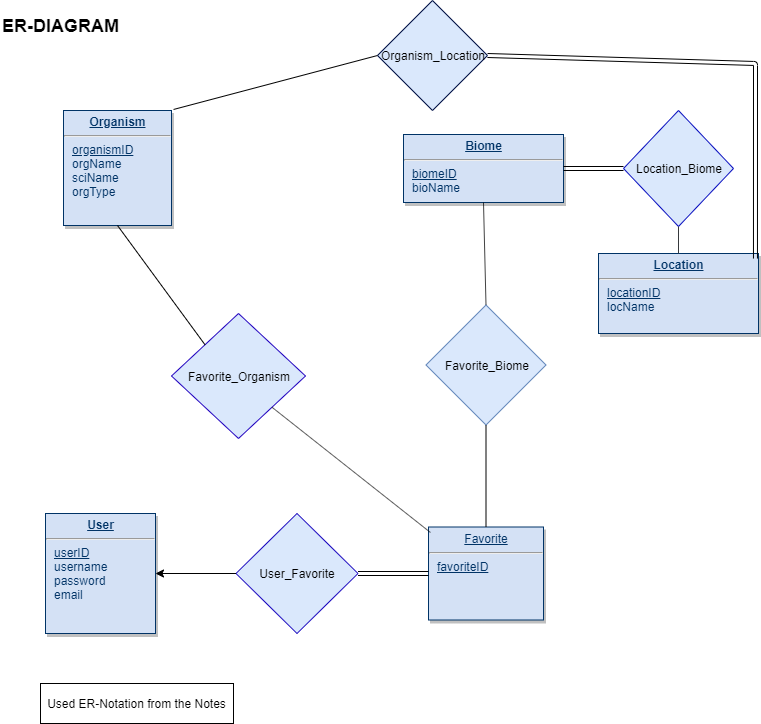 ER-DIAGRAM
Organism_Location
Organism
organismID
orgName
sciName
orgType
Biome
biomeID
bioName
Location_Biome
Location
locationID
locName
Favorite_Organism
Favorite_Biome
User
userID
username
password
email
User_Favorite
Favorite
favoriteID
Used ER-Notation from the Notes